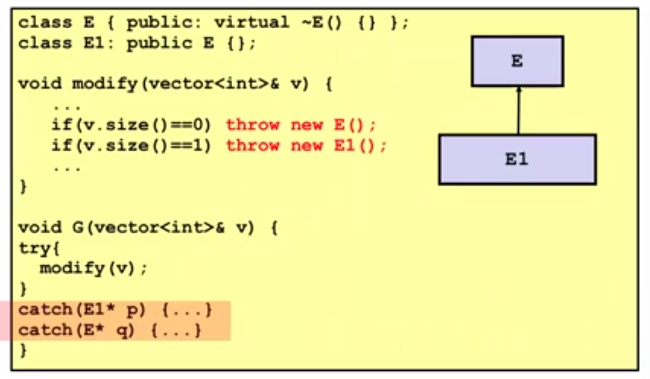 class E { public: virtual ~E() {} };
class E1: public E {};
void modify(vector<int>& v) {
...
if(v.size()==0) throw new E();
if(v.size()==1) throw new E1();
...
}
void G(vector<int>& v) {
try{
modify(v);
}
catch(E1* p) {...}
catch(E* q) {...}
}
E
E1